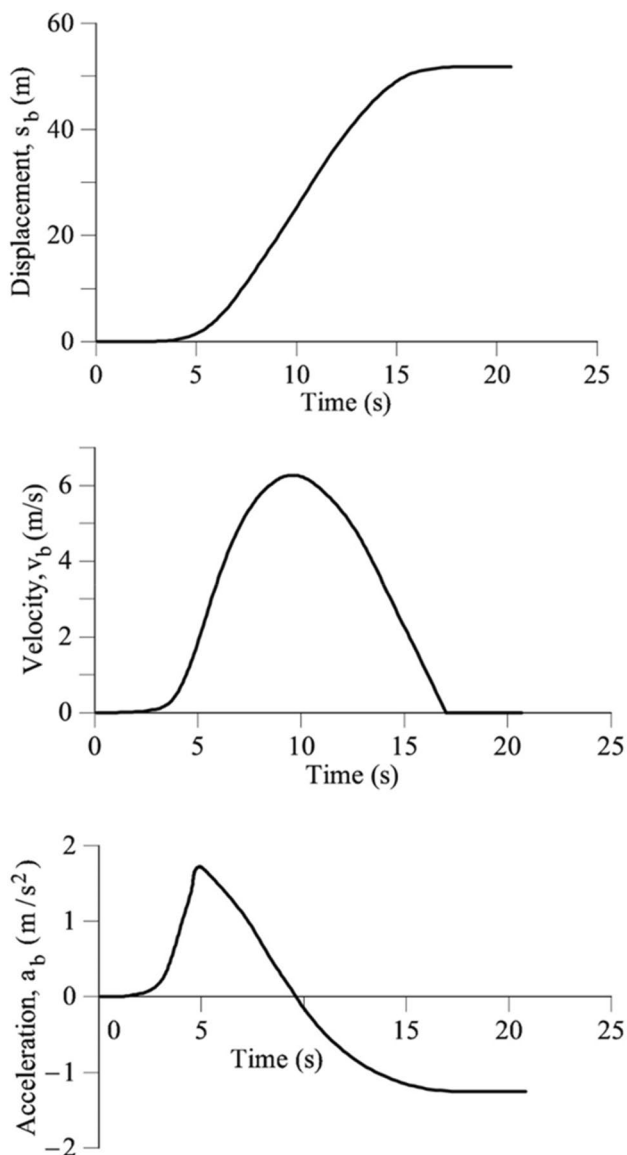 60
40
20
0
Displacement, s_b (m)
0 5 10 15 20 25
Time (s)
6
4
2
0
Velocity, v_b (m/s)
0 5 10 15 20 25
Time (s)
2
1
0
−1
−2
Acceleration, a_b (m/s²)
0 5 15 20 25
Time (s)